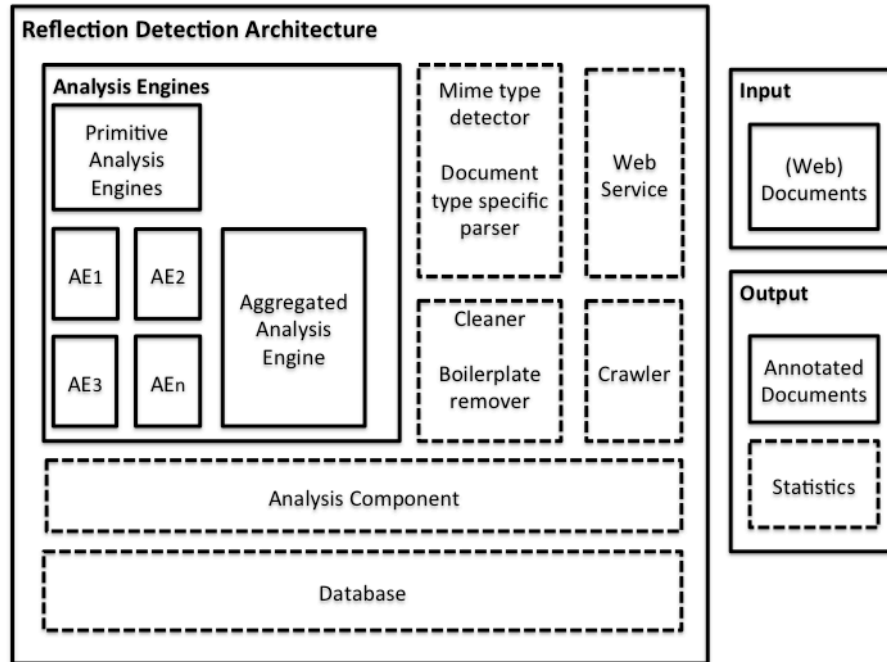 Reflection Detection Architecture
Analysis Engines
Primitive
Analysis
Engines
AE1
AE2
AE3
AEn
Aggregated
Analysis
Engine
Mime type
detector
Document
type specific
parser
Web
Service
Cleaner
Boilerplate
remover
Crawler
Analysis Component
Database
Input
(Web)
Documents
Output
Annotated
Documents
Statistics